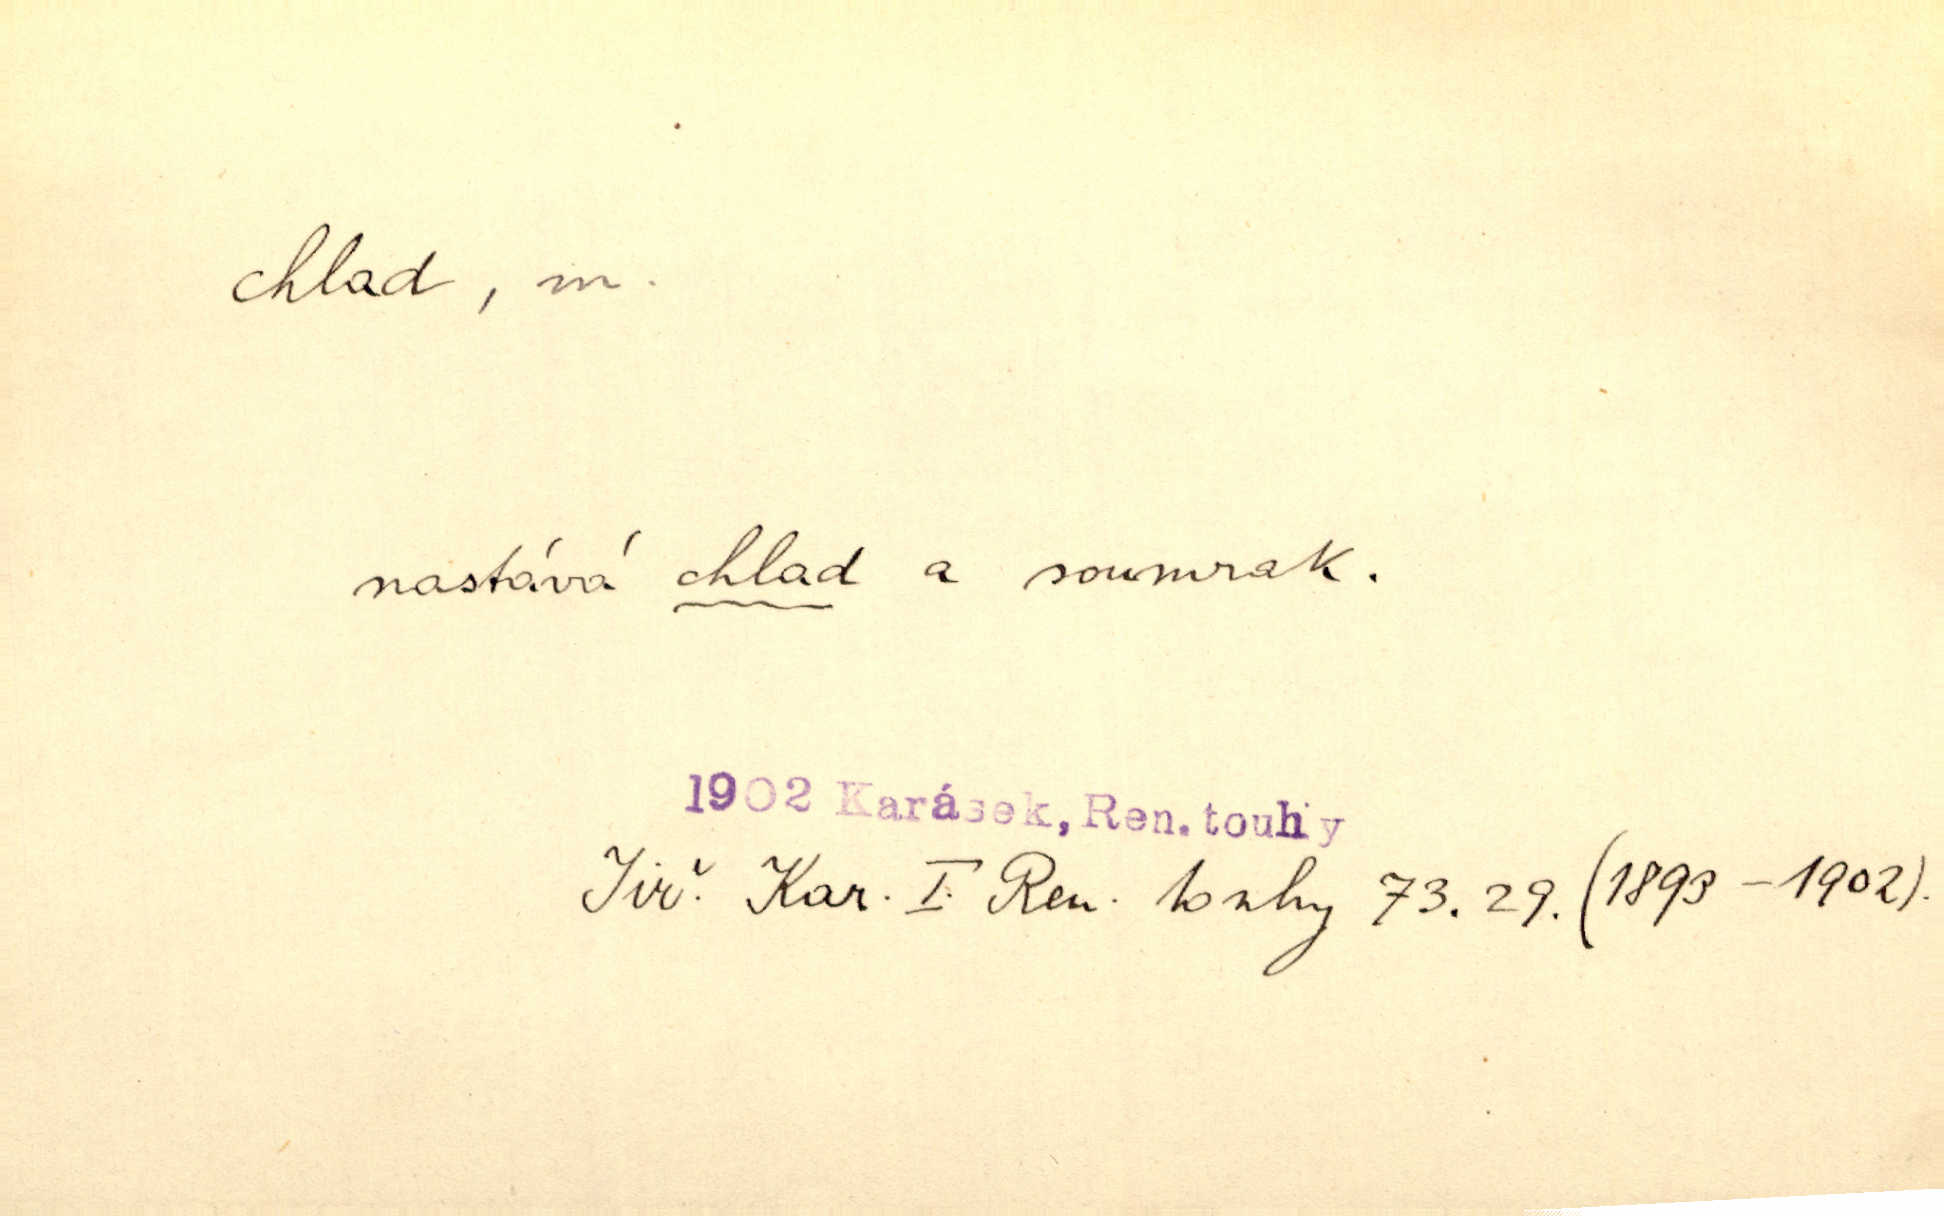 chlad, m.
nastává chlad a soumrak.
1902 Karásek, Ren. touhy
Jiř. Kar. I. Ren. touhy 73. 29. (1893 - 1902).